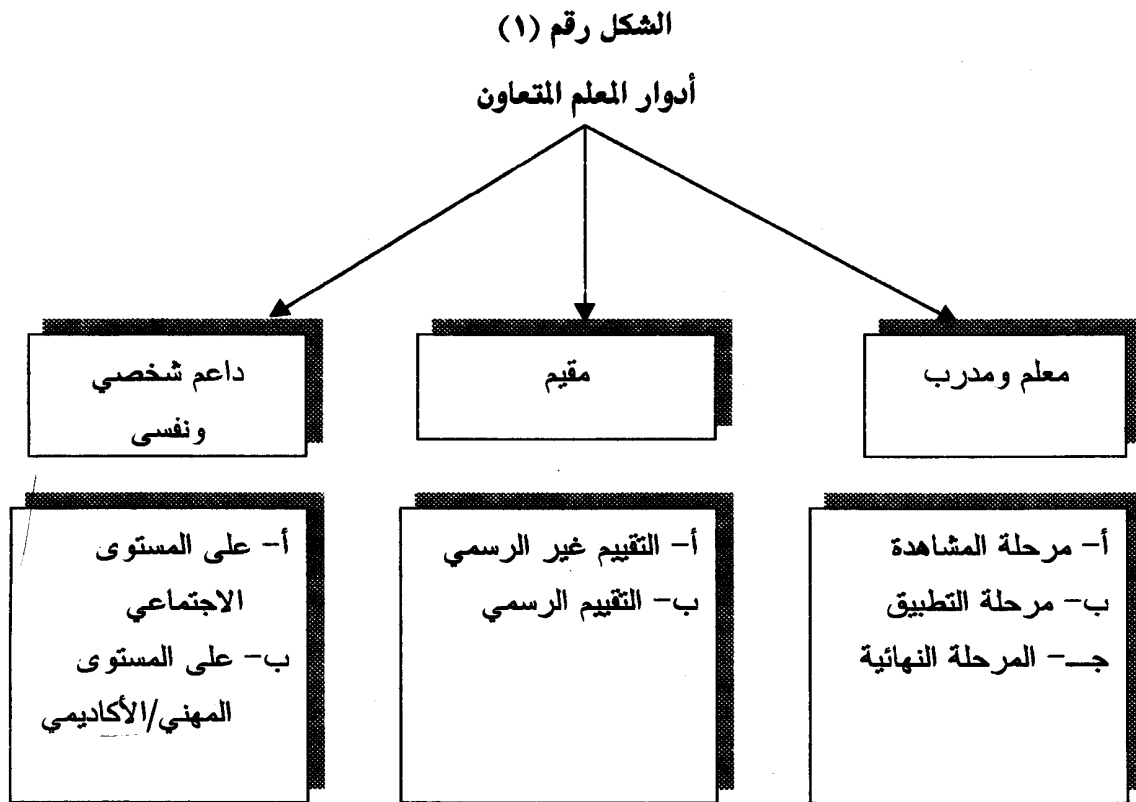 الشكل رقم (١)
أدوار المعلم المتعاون
معلم ومدرب
مقيم
داعم شخصي
ونفسى
أ- مرحلة المشاهدة
ب- مرحلة التطبيق
جـ- المرحلة النهائية
أ- التقييم غير الرسمي
ب- التقييم الرسمي
أ- على المستوى
الاجتماعي
ب- على المستوى
المهني/الأكاديمي